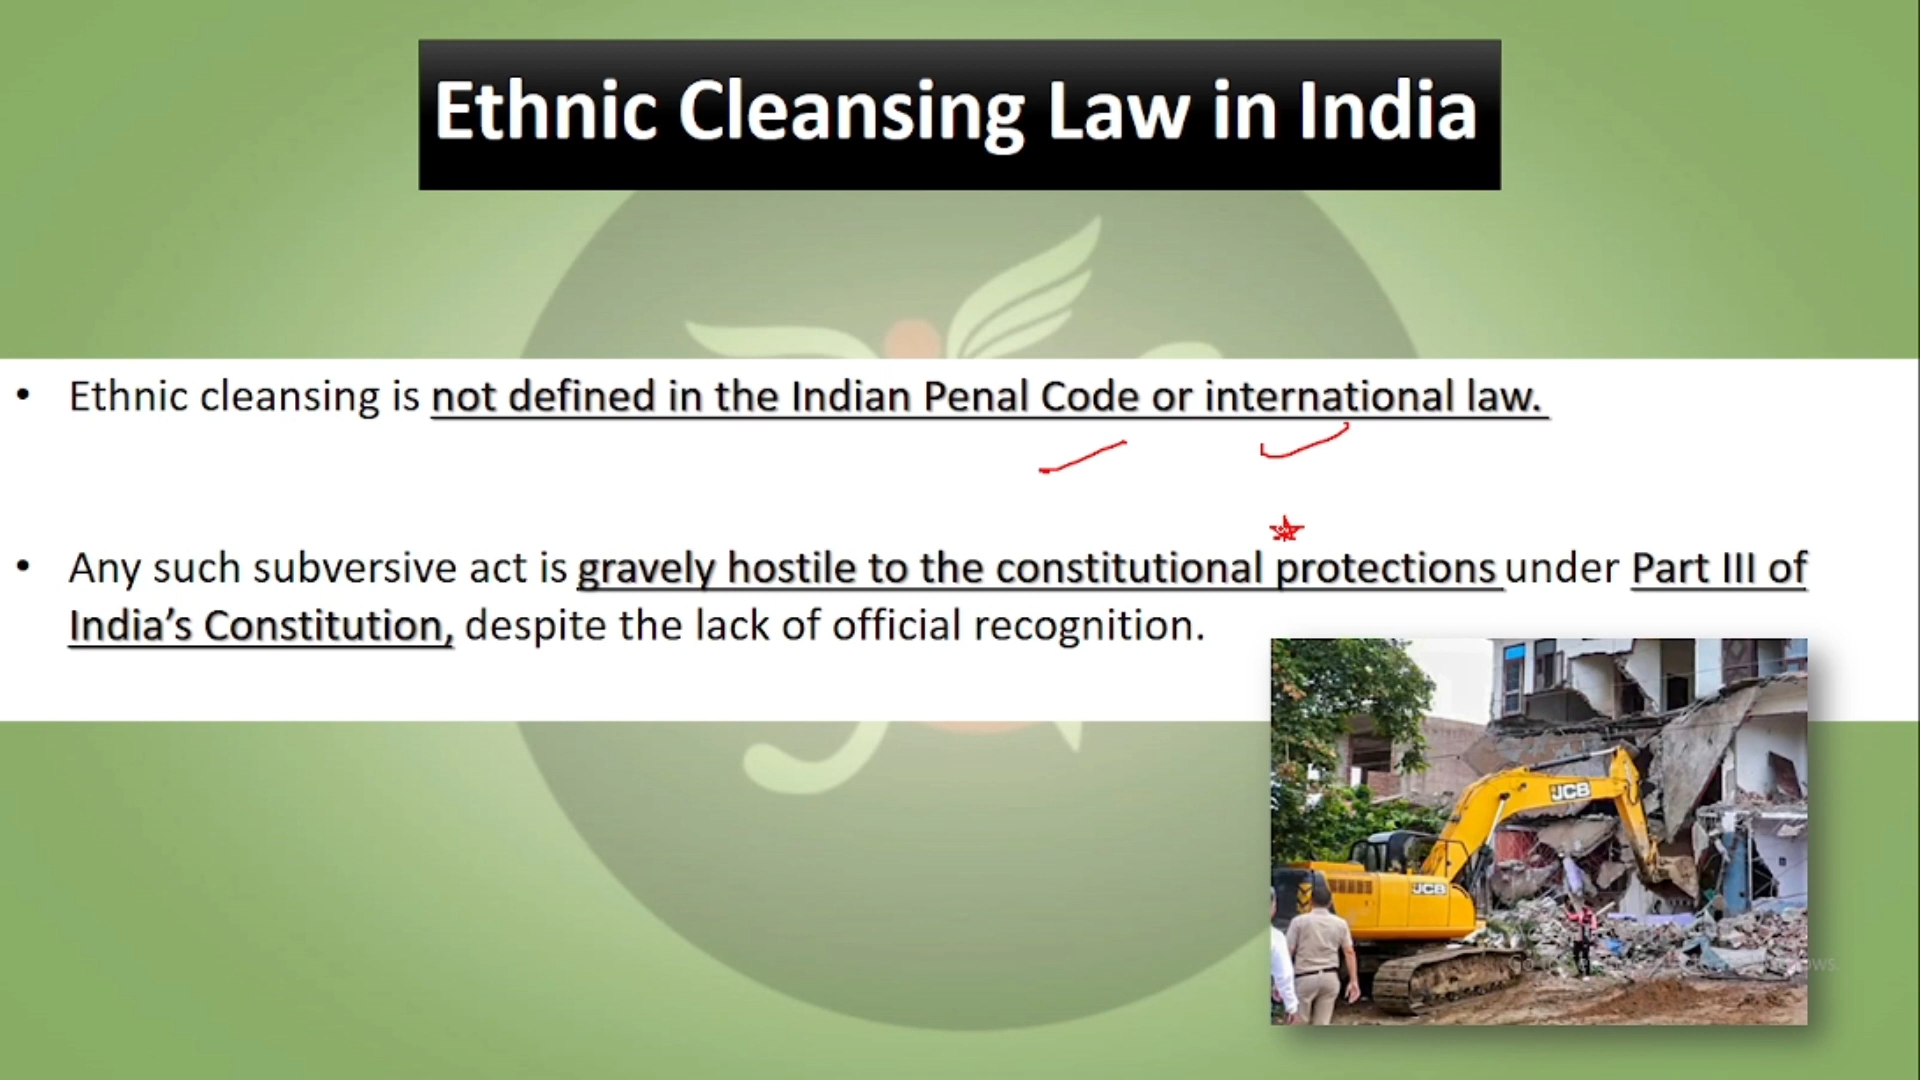 Ethnic Cleansing Law in India
• Ethnic cleansing is not defined in the Indian Penal Code or international law.
• Any such subversive act is gravely hostile to the constitutional protections under Part III of
India’s Constitution, despite the lack of official recognition.
JCB
JCB